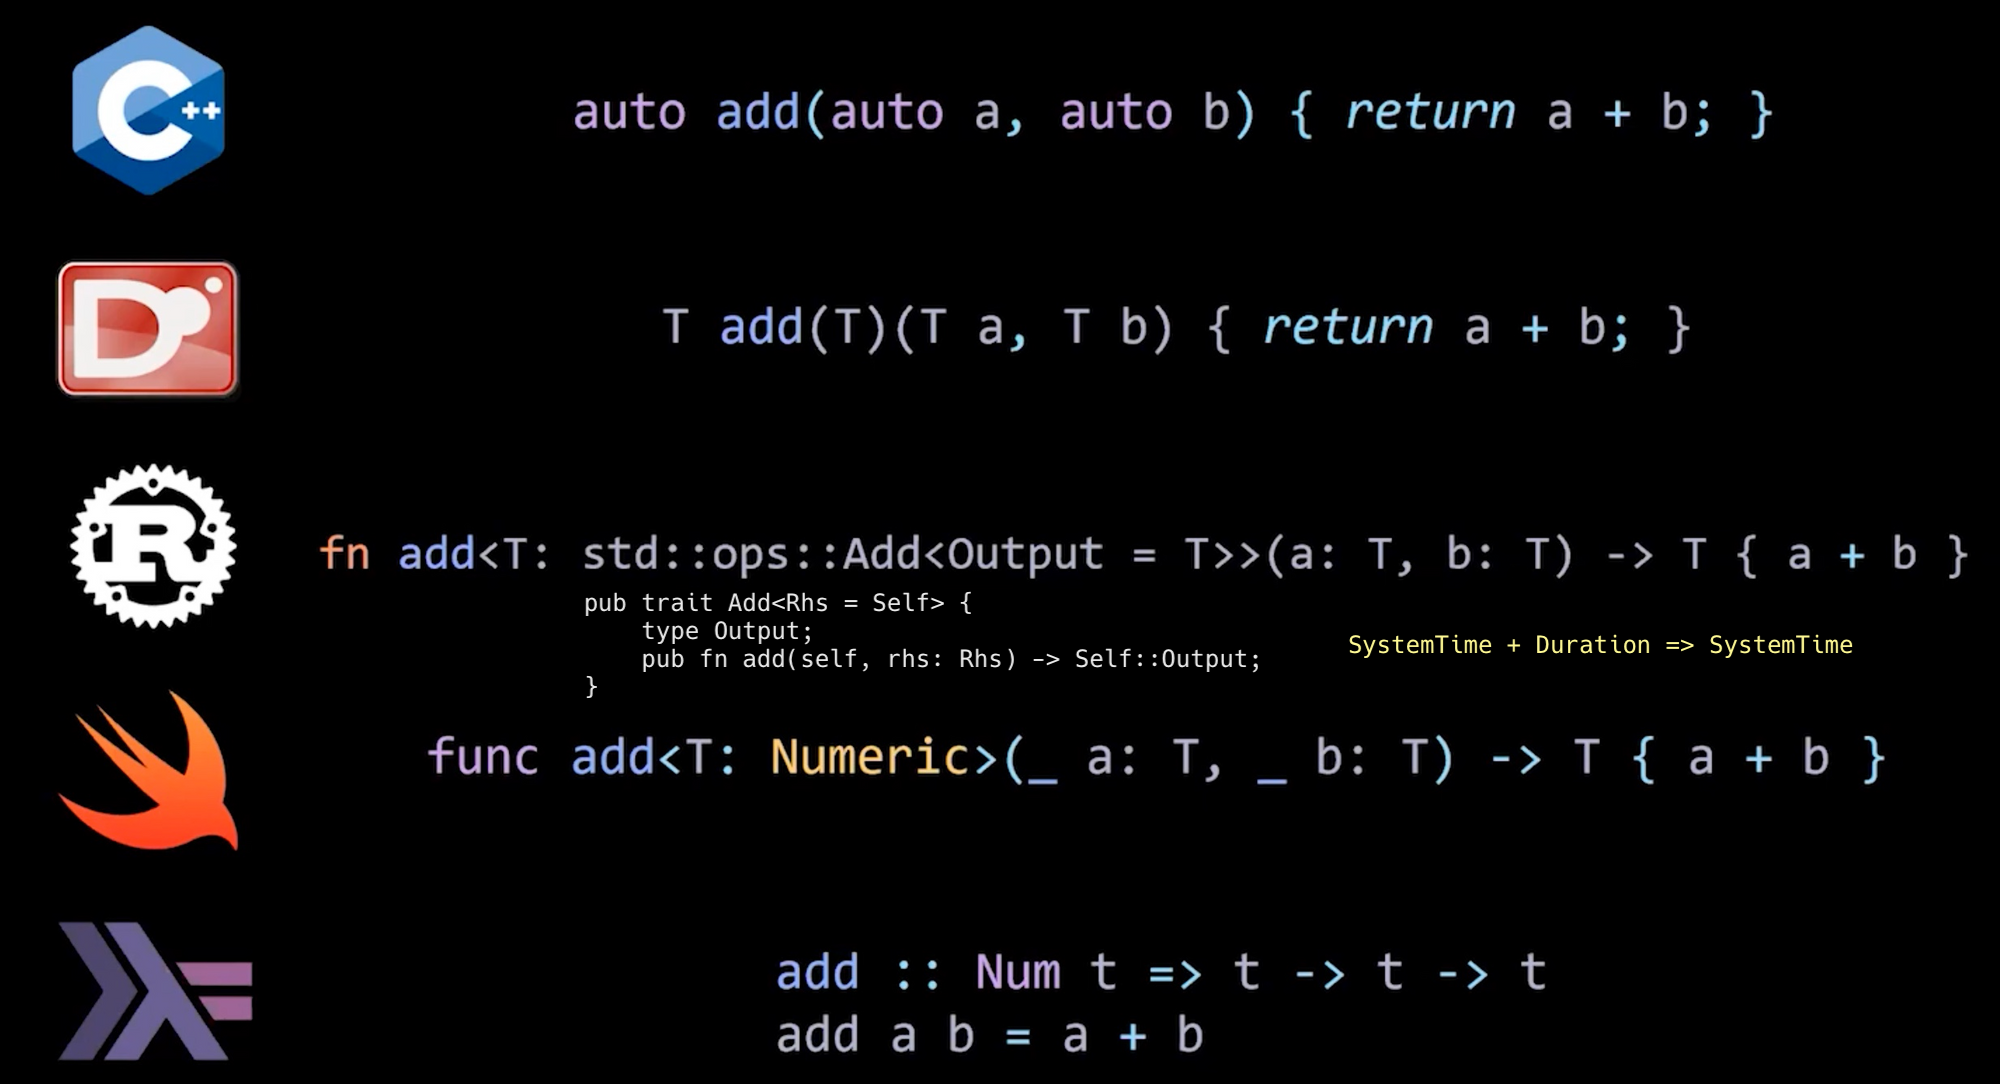 C++
auto add(auto a, auto b) { return a + b; }
D
T add(T)(T a, T b) { return a + b; }
R
fn add<T: std::ops::Add<Output = T>>(a: T, b: T) -> T { a + b }
pub trait Add<Rhs = Self> {
    type Output;
    pub fn add(self, rhs: Rhs) -> Self::Output;
}
SystemTime + Duration => SystemTime
func add<T: Numeric>(_ a: T, _ b: T) -> T { a + b }
add :: Num t => t -> t -> t
add a b = a + b